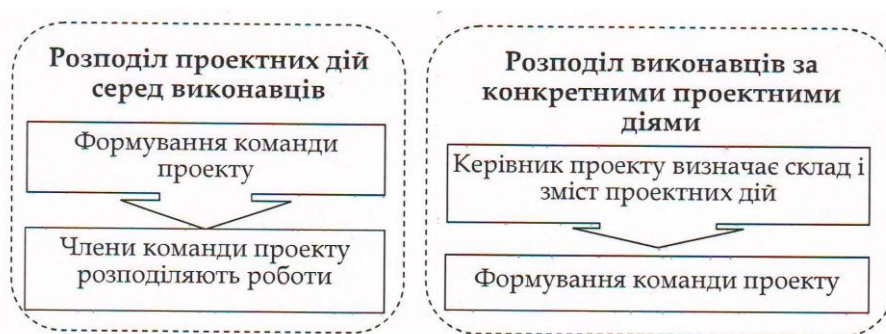 Розподіл проектних дій
серед виконавців
Формування команди
проекту
Члени команди проекту
розподіляють роботи
Розподіл виконавців за
конкретними проектними
діями
Керівник проекту визначає склад і
зміст проектних дій
Формування команди проекту